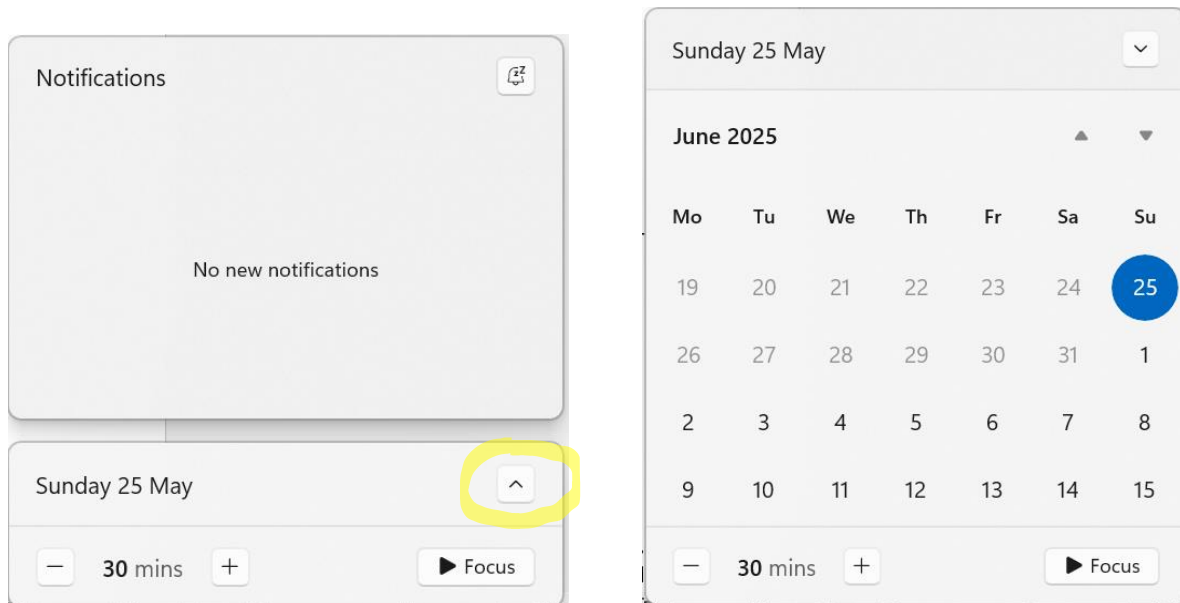 Notifications
No new notifications
Sunday 25 May
30 mins
Focus
Sunday 25 May
June 2025
Mo Tu We Th Fr Sa Su
19 20 21 22 23 24 25
26 27 28 29 30 31 1
2 3 4 5 6 7 8
9 10 11 12 13 14 15
30 mins
Focus